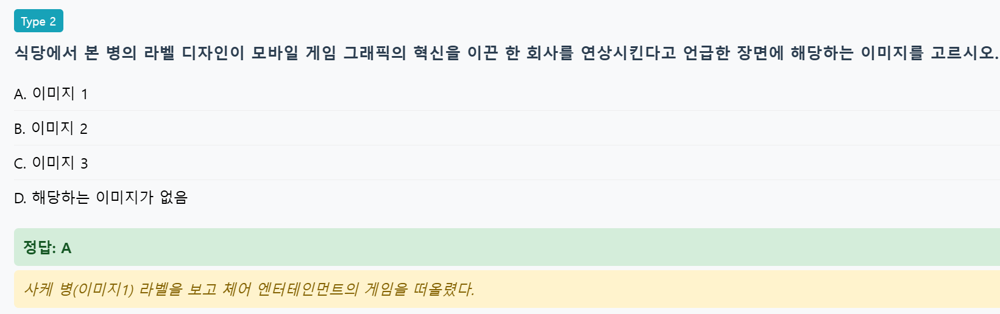 Type 2
식당에서 본 병의 라벨 디자인이 모바일 게임 그래픽의 혁신을 이끈 한 회사를 연상시킨다고 언급한 장면에 해당하는 이미지를 고르시오.
A. 이미지 1
B. 이미지 2
C. 이미지 3
D. 해당하는 이미지가 없음
정답: A
사케 병(이미지1) 라벨을 보고 체어 엔터테인먼트의 게임을 떠올렸다.